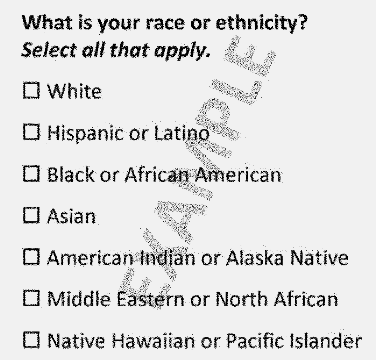 What is your race or ethnicity?
Select all that apply.
☐ White
☐ Hispanic or Latino
☐ Black or African American
☐ Asian
☐ American Indian or Alaska Native
☐ Middle Eastern or North African
☐ Native Hawaiian or Pacific Islander
EXAMPLE